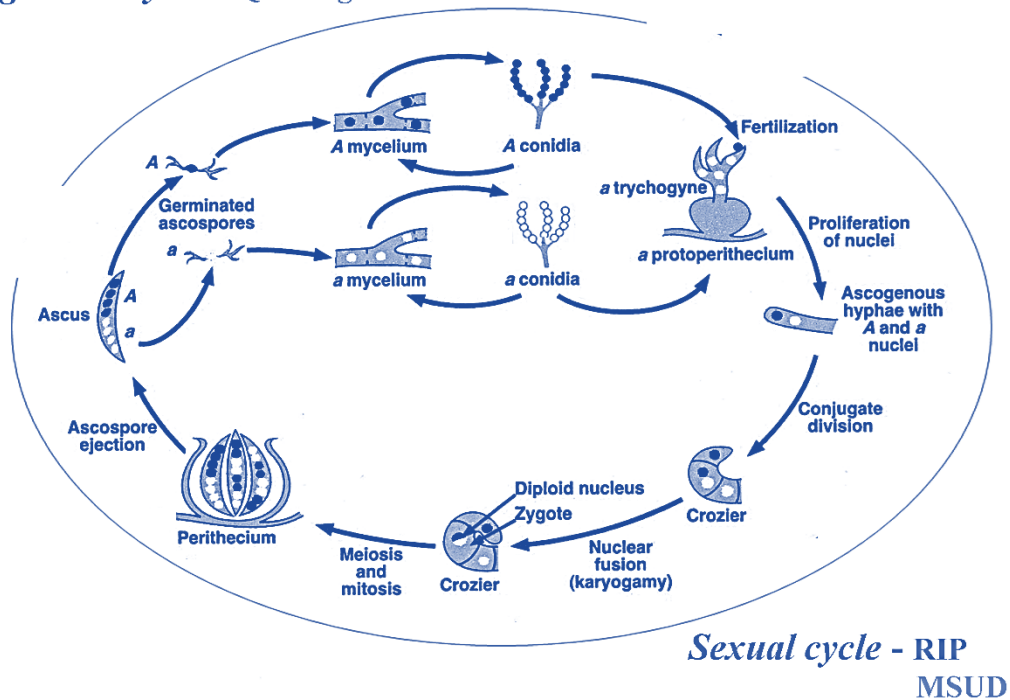 A mycelium
A conidia
Fertilization
A
Germinated
ascospores
a trychogyne
a
a mycelium
a conidia
a protoperithecium
Proliferation
of nuclei
Ascus
A
a
Ascogenous
hyphae with
A and a
nuclei
Ascospore
ejection
Conjugate
division
Perithecium
Meiosis
and
mitosis
Diploid nucleus
Zygote
Crozier
Nuclear
fusion
(karyogamy)
Crozier
Sexual cycle - RIP
MSUD